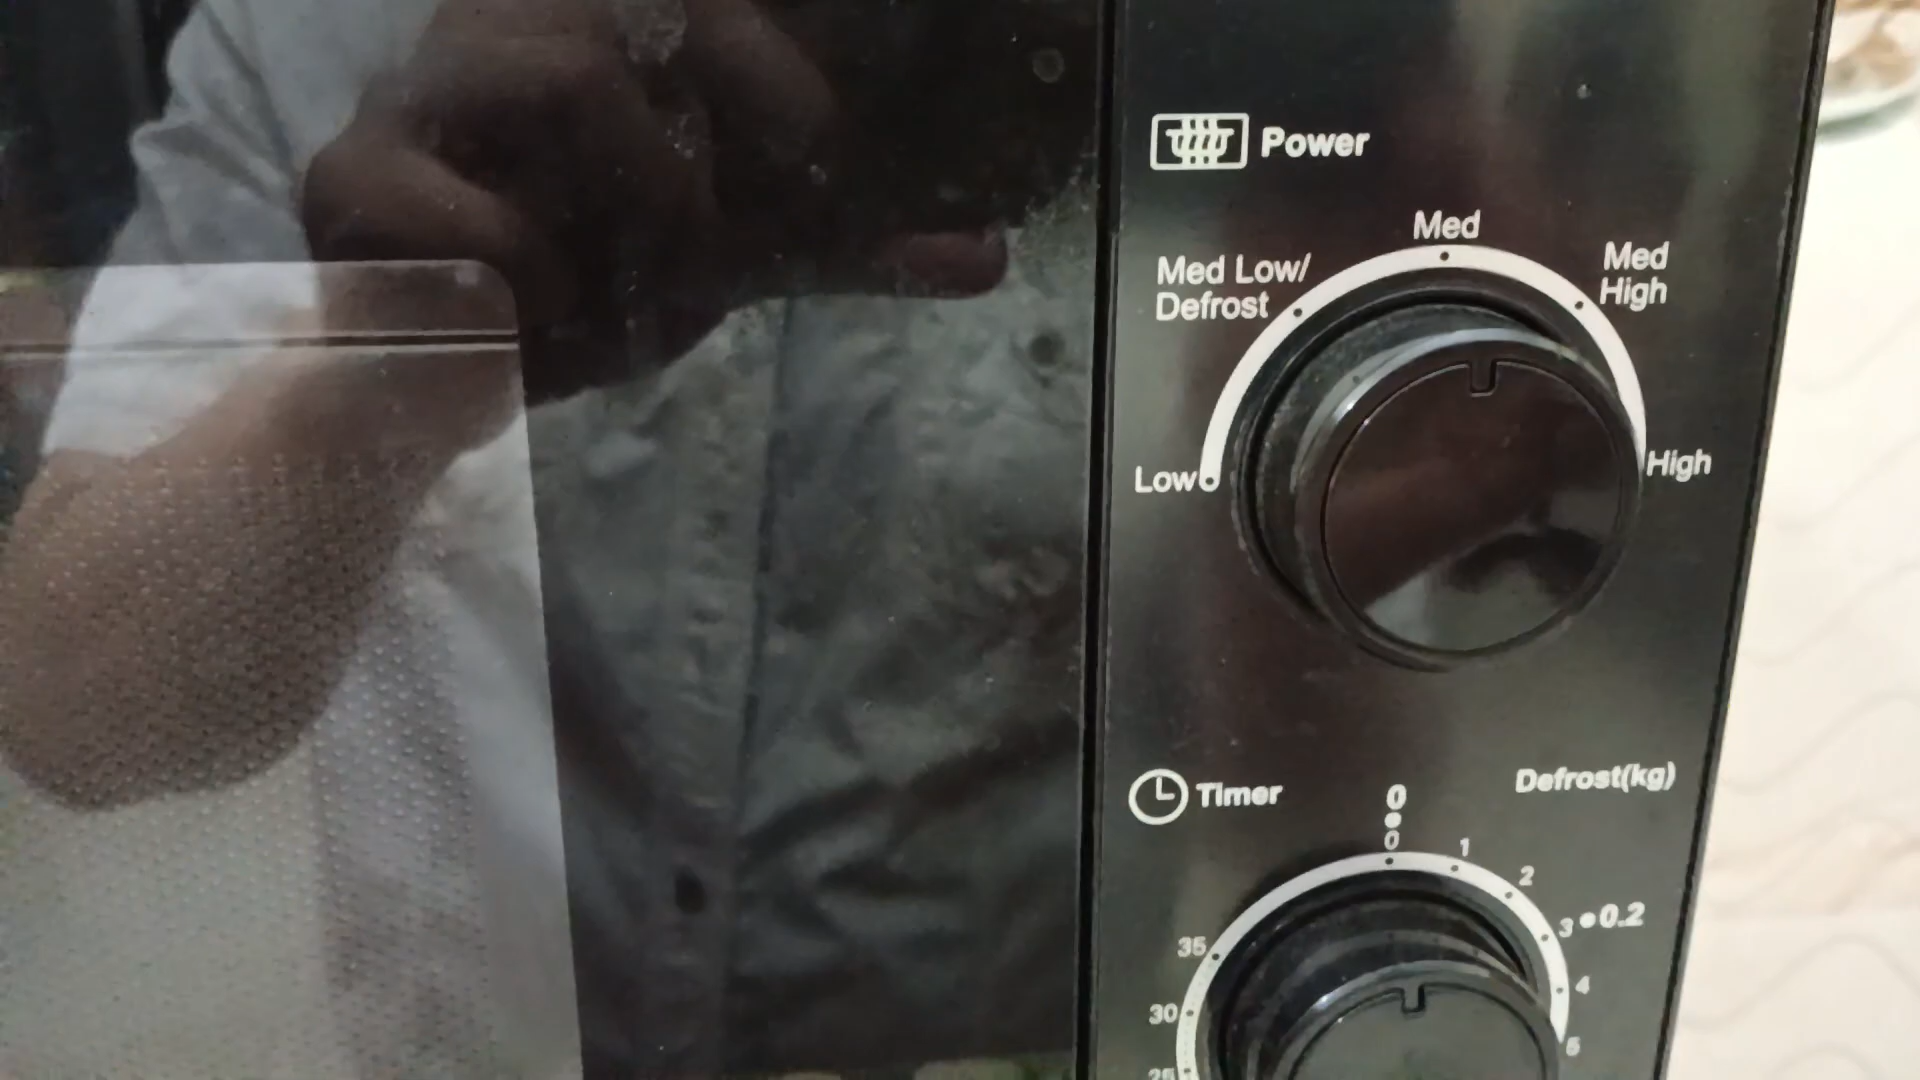 Power
Med
Med Low/
Defrost
Med
High
Low
High
Timer
Defrost(kg)
0
0
1
2
3
0.2
4
5
35
30
25